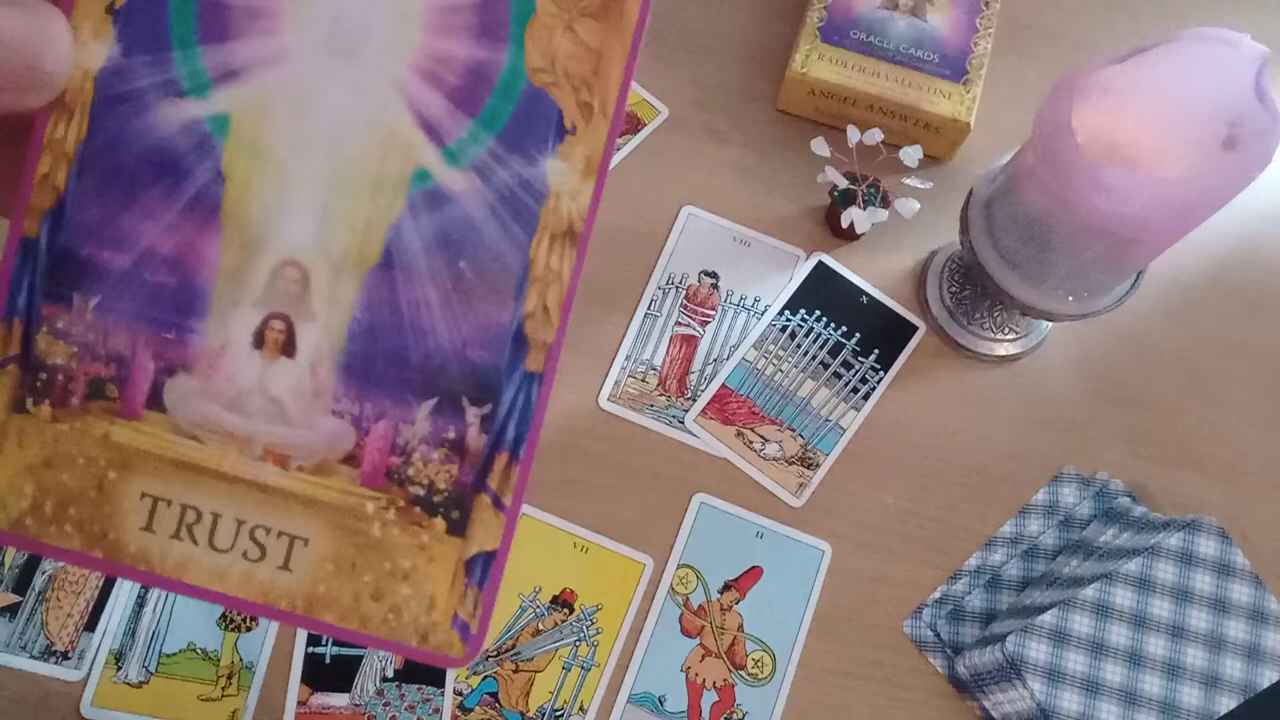 ORACLE CARDS
RADLEIGH VALENTINE
ANGEL ANSWERS
VIII
X
TRUST
VII
II